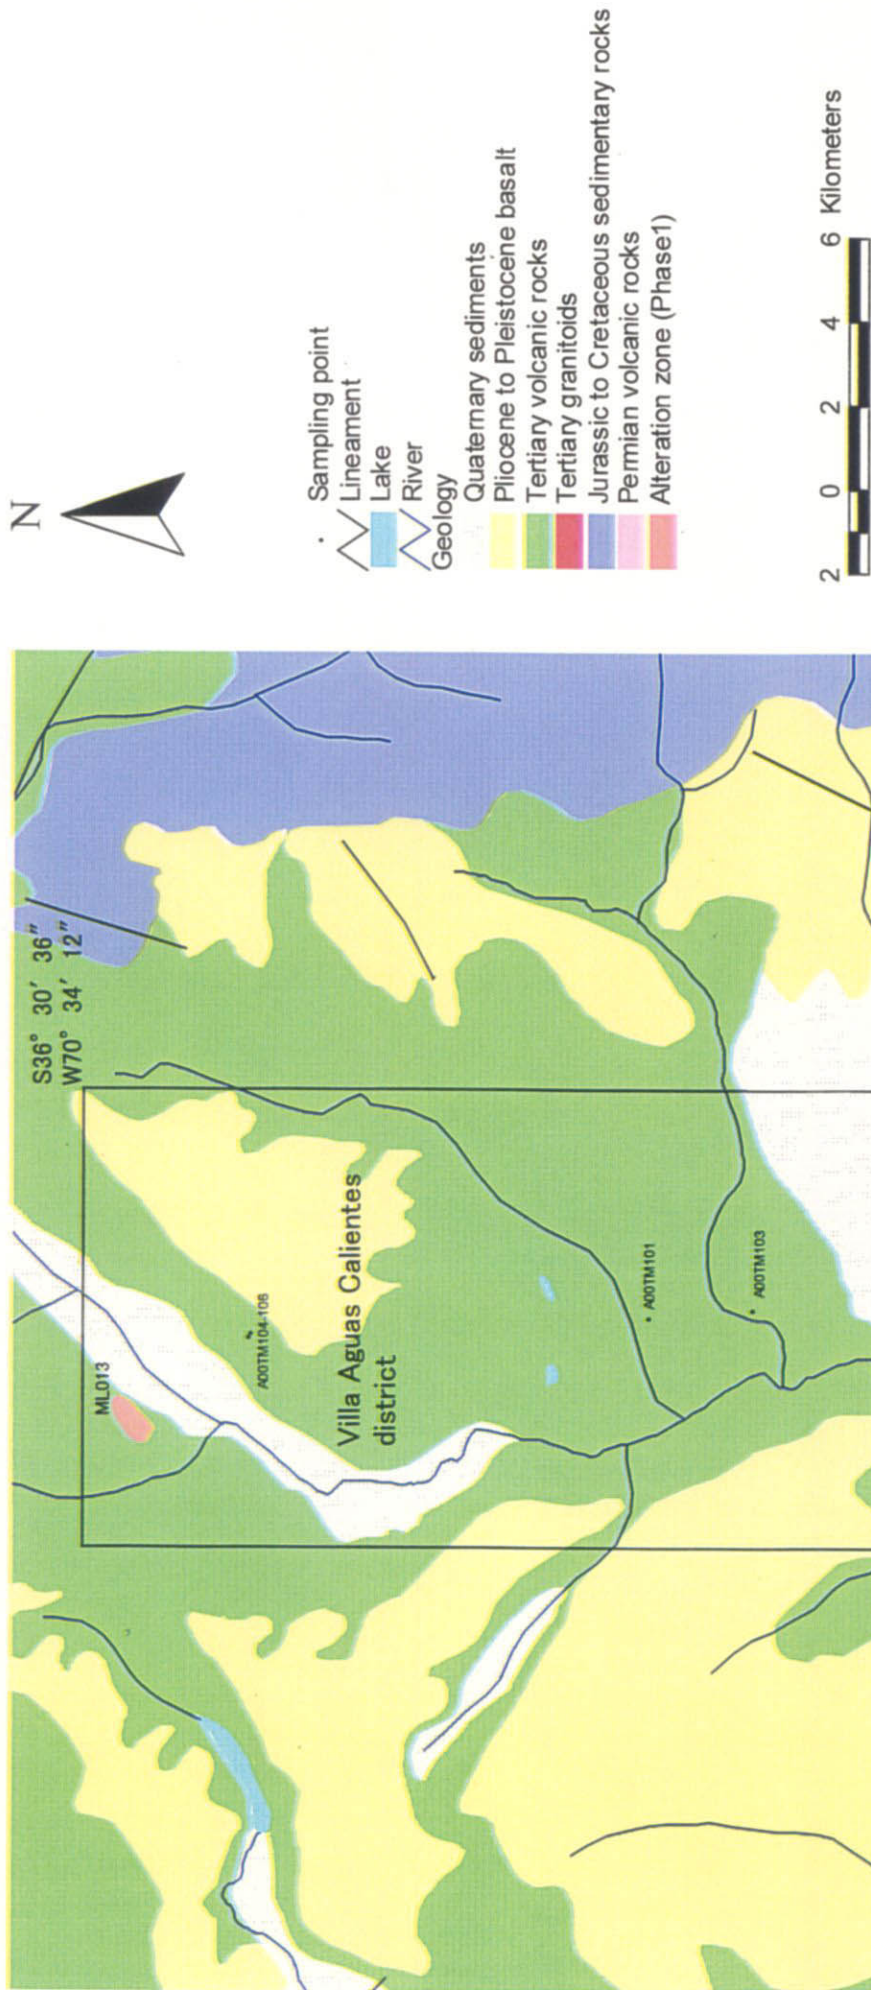 N
Sampling point
Lineament
Lake
River
Geology
Quaternary sediments
Pliocene to Pleistocene basalt
Tertiary volcanic rocks
Tertiary granitoids
Jurassic to Cretaceous sedimentary rocks
Permian volcanic rocks
Alteration zone (Phase1)
2 0 2 4 6 Kilometers
S36° 30′ 36″
W70° 34′ 12″
ML013
A00TM104-106
Villa Aguas Calientes
district
A00TM101
A00TM103